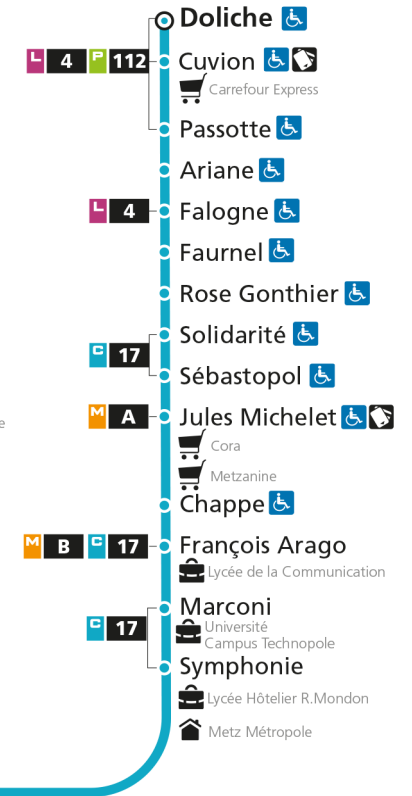 Doliche
L 4 P 112 Cuvion
Carrefour Express
Passotte
Ariane
L 4 Falogne
Faurnel
Rose Gonthier
Solidarité
C 17
Sébastopol
M A Jules Michelet
e
Cora
Metzanine
Chappe
M B C 17 François Arago
Lycée de la Communication
Marconi
C 17 Université
Campus Technopole
Symphonie
Lycée Hôtelier R.Mondon
Metz Métropole